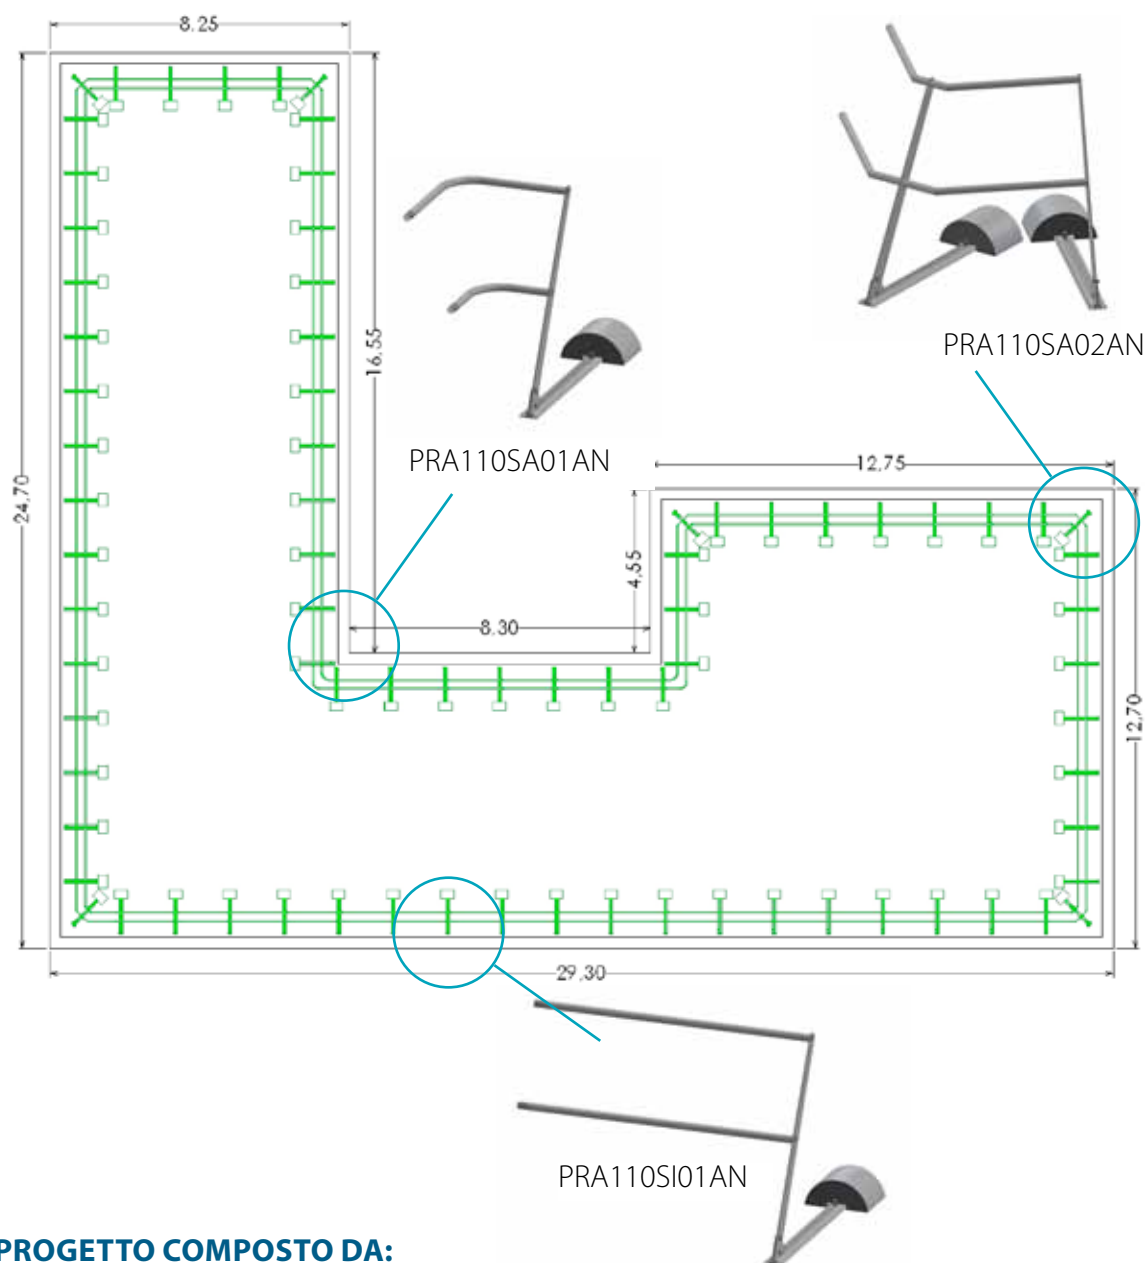 8.25
16.55
PRA110SA02AN
PRA110SA01AN
12.75
24.70
4.55
8.30
12.70
29.30
PRA110SI01AN
PROGETTO COMPOSTO DA: